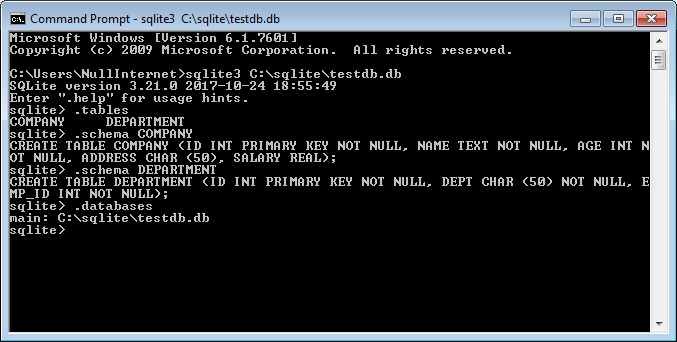 Command Prompt - sqlite3 C:\sqlite\testdb.db
Microsoft Windows [Version 6.1.7601]
Copyright (c) 2009 Microsoft Corporation.  All rights reserved.
C:\Users\NullInternet>sqlite3 C:\sqlite\testdb.db
SQLite version 3.21.0 2017-10-24 18:55:49
Enter ".help" for usage hints.
sqlite> .tables
COMPANY     DEPARTMENT
sqlite> .schema COMPANY
CREATE TABLE COMPANY (ID INT PRIMARY KEY NOT NULL, NAME TEXT NOT NULL, AGE INT N
OT NULL, ADDRESS CHAR (50), SALARY REAL);
sqlite> .schema DEPARTMENT
CREATE TABLE DEPARTMENT (ID INT PRIMARY KEY NOT NULL, DEPT CHAR (50) NOT NULL, E
MP_ID INT NOT NULL);
sqlite> .databases
main: C:\sqlite\testdb.db
sqlite>